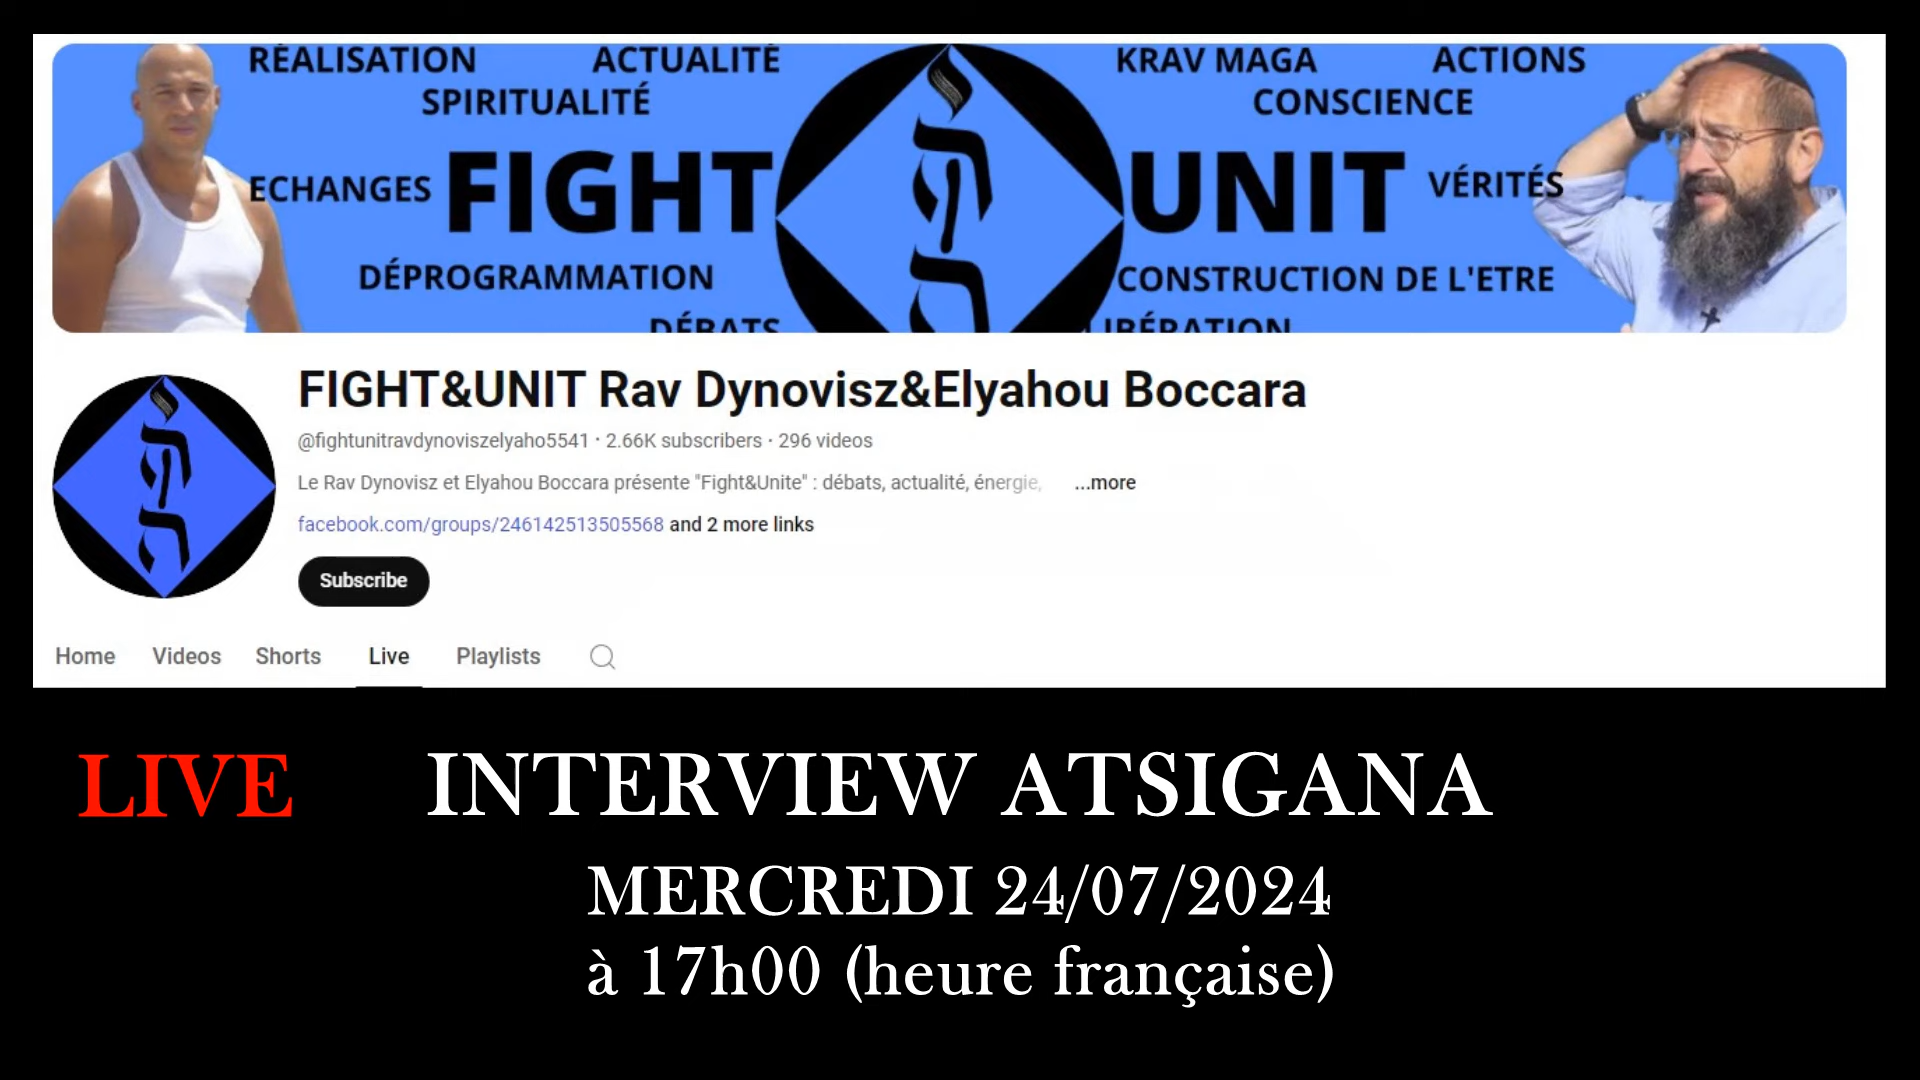 RÉALISATION ACTUALITÉ KRAV MAGA ACTIONS
SPIRITUALITÉ CONSCIENCE
ECHANGES FIGHT UNIT VÉRITÉS
DÉPROGRAMMATION CONSTRUCTION DE L'ETRE
DÉBATS LIBÉRATION
FIGHT&UNIT Rav Dynovisz&Elyahou Boccara
@fightunitravdynoviszelyaho5541 · 2.66K subscribers · 296 videos
Le Rav Dynovisz et Elyahou Boccara présente "Fight&Unite" : débats, actualité, énergie, ...more
facebook.com/groups/246142513505568 and 2 more links
Subscribe
Home Videos Shorts Live Playlists
LIVE INTERVIEW ATSIGANA
MERCREDI 24/07/2024
à 17h00 (heure française)